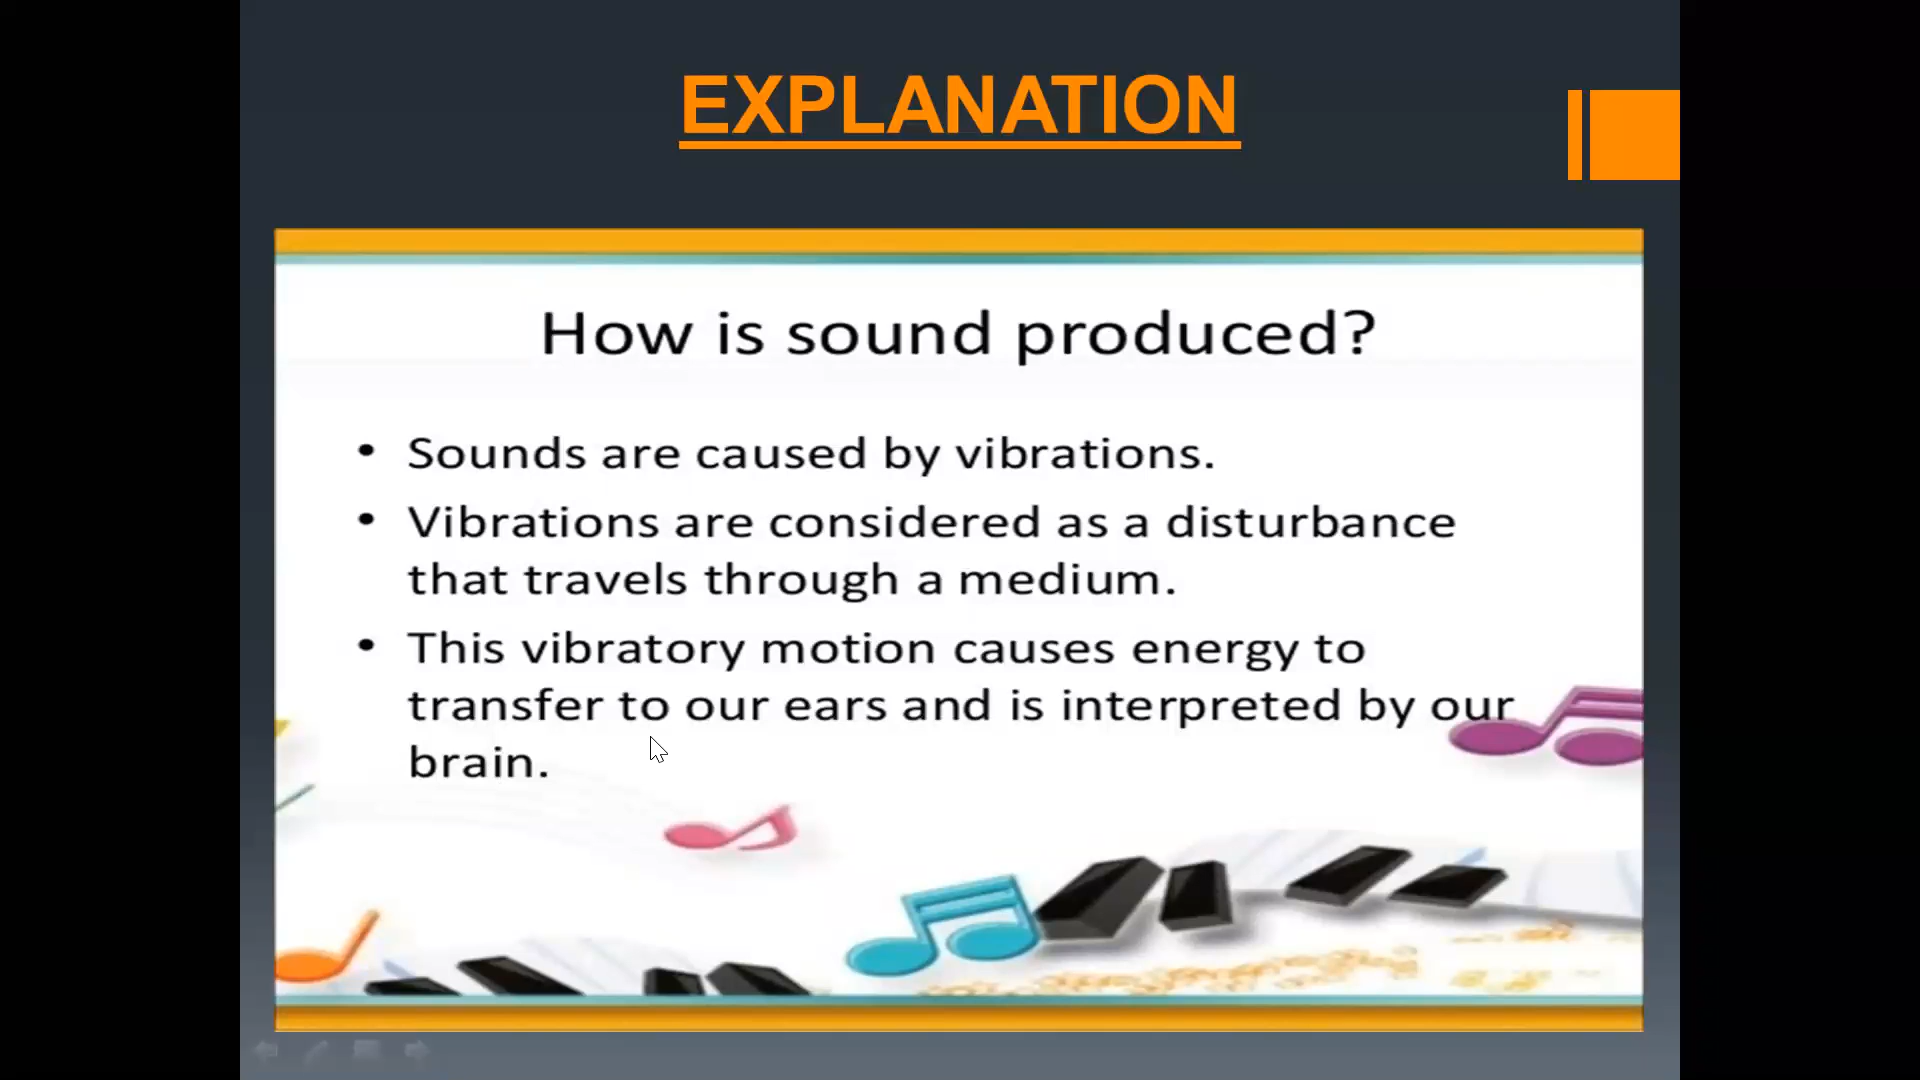 EXPLANATION
How is sound produced?
• Sounds are caused by vibrations.
• Vibrations are considered as a disturbance
that travels through a medium.
• This vibratory motion causes energy to
transfer to our ears and is interpreted by our
brain.